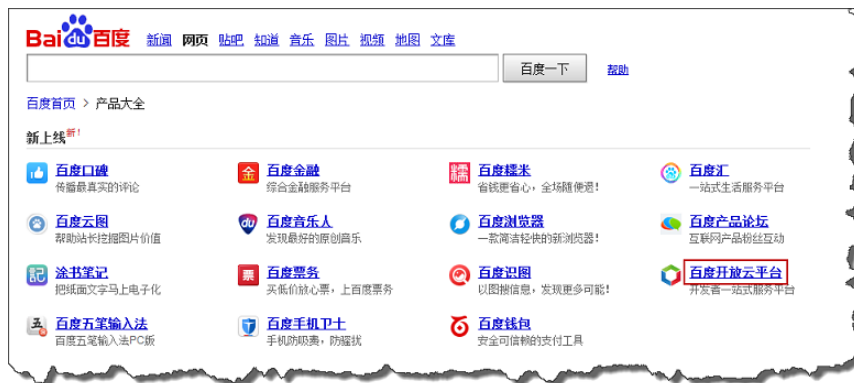 Bai du 百度 新闻 网页 贴吧 知道 音乐 图片 视频 地图 文库
百度一下 帮助
百度首页 > 产品大全
新上线 新!
百度口碑 百度金融 百度糯米 百度汇
传播最真实的评论 综合金融服务平台 省钱更省心，全场随便退! 一站式生活服务平台
百度云图 百度音乐人 百度浏览器 百度产品论坛
帮助站长挖掘图片价值 发现最好的原创音乐 一款简洁轻快的新浏览器! 互联网产品粉丝互动
涂书笔记 百度票务 百度识图 百度开放云平台
把纸面文字马上电子化 买低价放心票，上百度票务 以图搜信息，发现更多可能! 开发者一站式服务平台
百度五笔输入法 百度手机卫士 百度钱包
百度五笔输入法PC版 手机防吸费，防骚扰 安全可信赖的支付工具